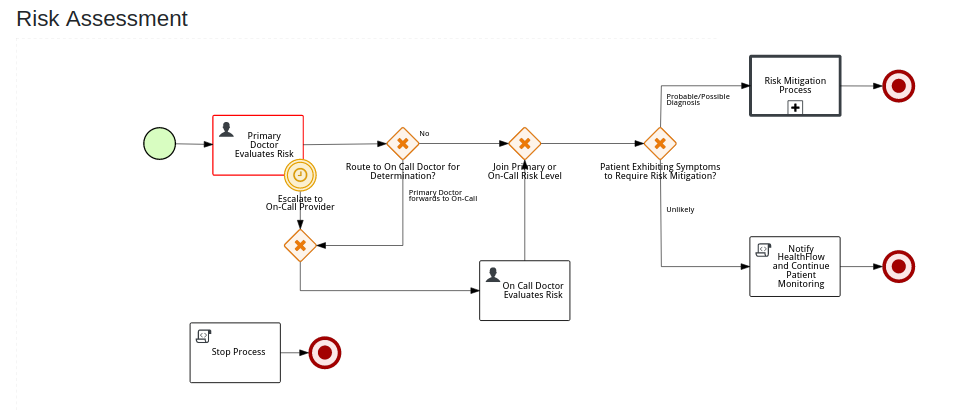 Risk Assessment
Primary
Doctor
Evaluates Risk
Escalate to
On-Call Provider
No
Route to On Call Doctor for
Determination?
Primary Doctor
forwards to On-Call
Join Primary or
On-Call Risk Level
On Call Doctor
Evaluates Risk
Patient Exhibiting Symptoms
to Require Risk Mitigation?
Probable/Possible
Diagnosis
Risk Mitigation
Process
Unlikely
Notify
HealthFlow
and Continue
Patient
Monitoring
Stop Process